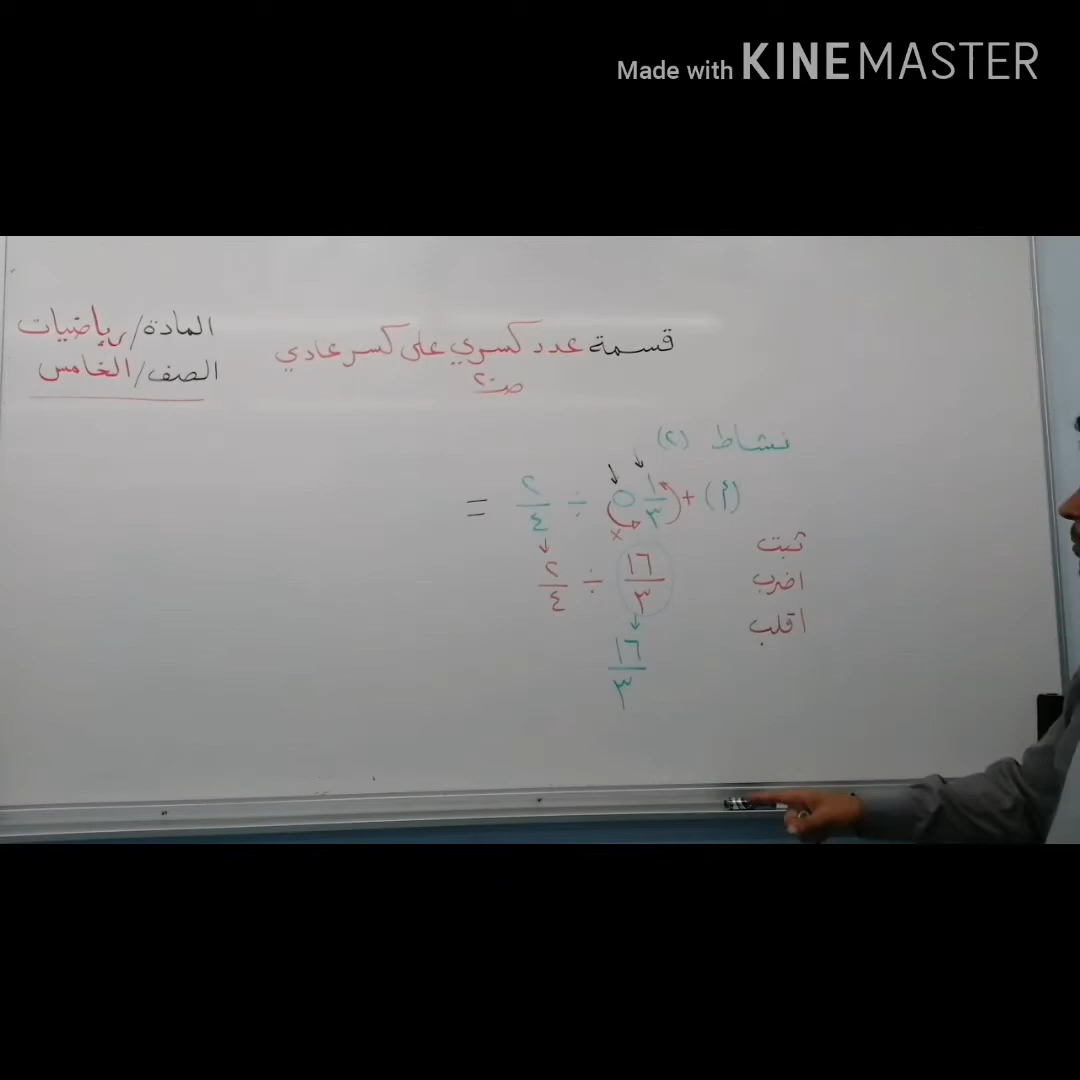 Made with KINEMASTER
المادة/رياضيات
الصف/الخامس
قسمة عدد كسري على كسر عادي
نشاط (٢)
(أ) + ٥ ١/٣ ÷ ٢/٤ =
×
١٦/٣ ÷ ٢/٤
١٦/٣
ثبت
اضرب
اقلب